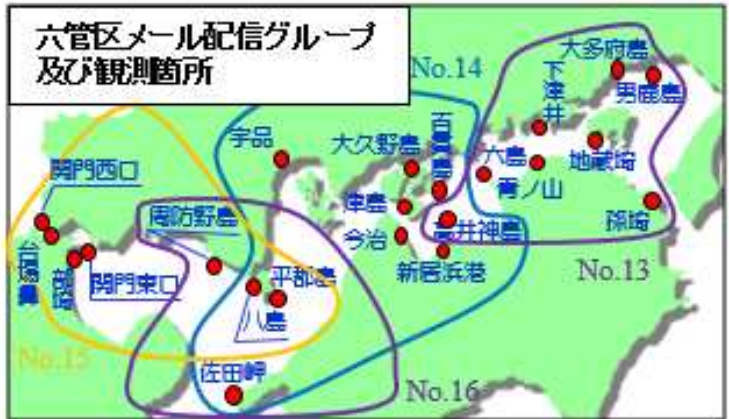 六管区メール配信グループ
及び観測箇所
No.14
大多府島
下津井
男鹿島
宇品
大久野島
百貫島
六島
地蔵埼
青ノ山
関門西口
津島
孫埼
周防野島
今治
高井神島
新居浜港
No.13
台場鼻
部埼
関門東口
平郡島
八島
No.15
佐田岬
No.16